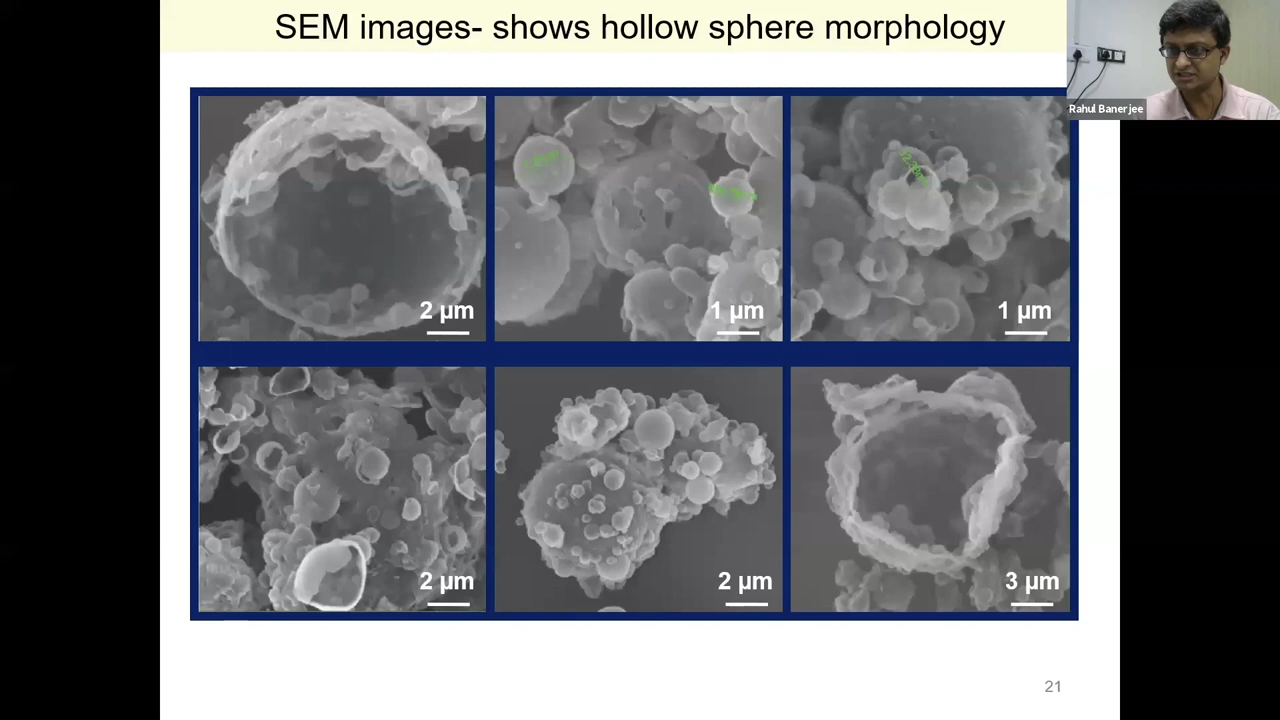 SEM images- shows hollow sphere morphology
Rahul Banerjee
2 µm
1 µm
1 µm
2 µm
2 µm
3 µm
21